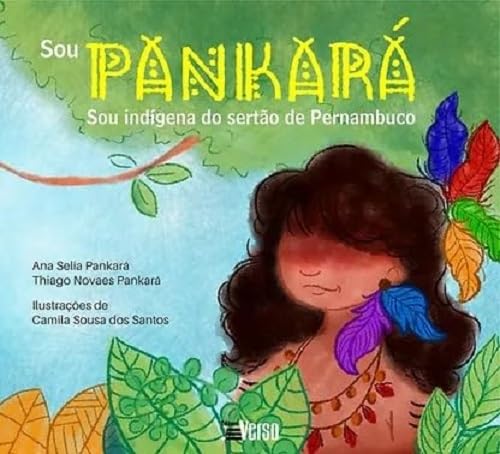 Sou
PANKARÁ
Sou indígena do sertão de Pernambuco
Ana Selia Pankará
Thiago Novaes Pankará
Ilustrações de
Camila Sousa dos Santos
Verso